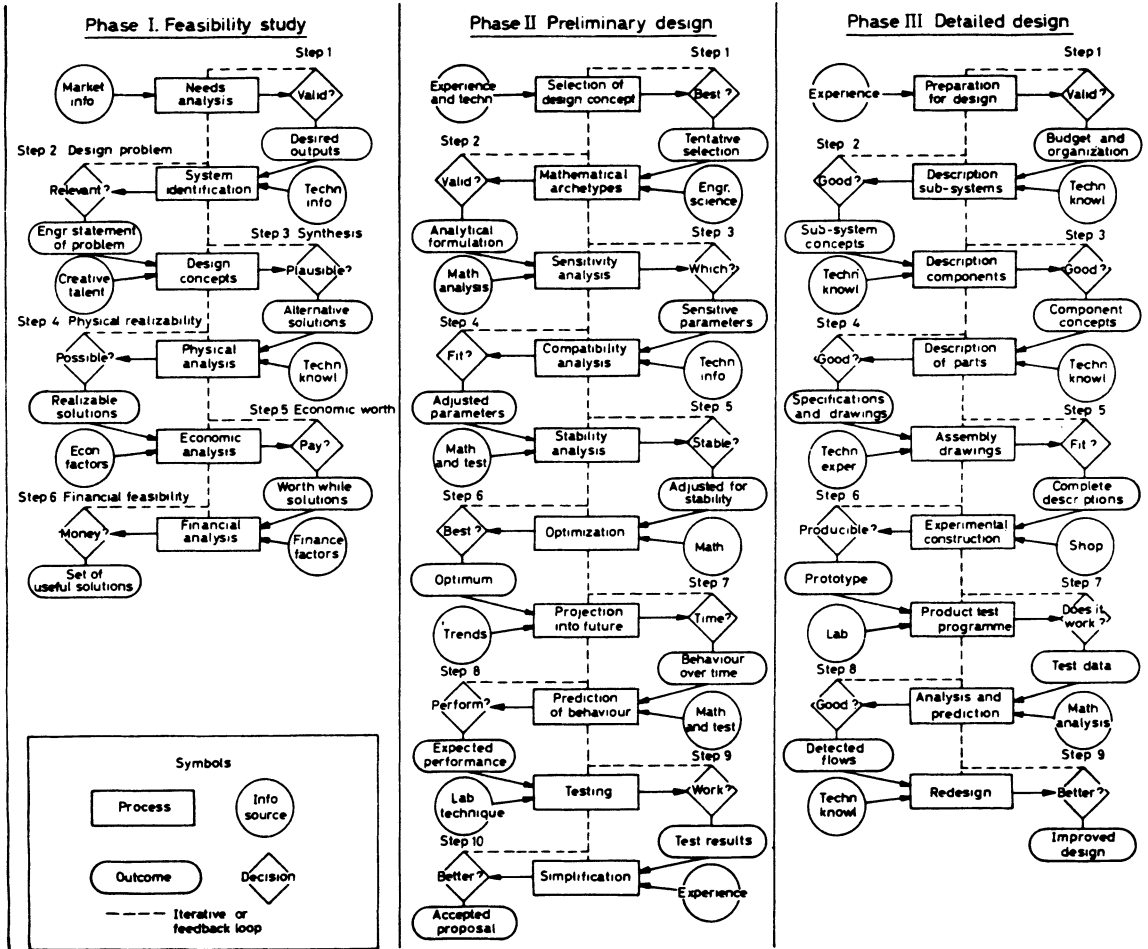 Phase I. Feasibility study
Step 1
Market
info
Needs
analysis
Valid?
Desired
outputs
Step 2 Design problem
Relevant?
System
identification
Techn
info
Engr statement
of problem
Step 3 Synthesis
Creative
talent
Design
concepts
Plausible?
Alternative
solutions
Step 4 Physical realizability
Possible?
Physical
analysis
Techn
knowl
Realizable
solutions
Step 5 Economic worth
Econ
factors
Economic
analysis
Pay?
Worth while
solutions
Step 6 Financial feasibility
Money?
Financial
analysis
Finance
factors
Set of
useful solutions
Symbols
Process
Info
source
Outcome
Decision
Iterative or
feedback loop
Phase II Preliminary design
Step 1
Experience
and techn
Selection of
design concept
Best?
Tentative
selection
Step 2
Valid?
Mathematical
archetypes
Engr.
science
Analytical
formulation
Step 3
Math
analysis
Sensitivity
analysis
Which?
Sensitive
parameters
Step 4
Fit?
Compatibility
analysis
Techn
info
Adjusted
parameters
Step 5
Math
and test
Stability
analysis
Stable?
Adjusted for
stability
Step 6
Best?
Optimization
Math
Optimum
Step 7
Trends
Projection
into future
Time?
Behaviour
over time
Step 8
Perform?
Prediction
of behaviour
Math
and test
Expected
performance
Step 9
Lab
technique
Testing
Work?
Test results
Step 10
Better?
Simplification
Experience
Accepted
proposal
Phase III Detailed design
Step 1
Experience
Preparation
for design
Valid?
Budget and
organization
Step 2
Good?
Description
sub-systems
Techn
knowl
Sub-system
concepts
Step 3
Techn
knowl
Description
components
Good?
Component
concepts
Step 4
Good?
Description
of parts
Techn
knowl
Specifications
and drawings
Step 5
Techn
exper
Assembly
drawings
Fit?
Complete
descriptions
Step 6
Producible?
Experimental
construction
Shop
Prototype
Step 7
Lab
Product test
programme
Does it
work?
Test data
Step 8
Good?
Analysis and
prediction
Math
analysis
Detected
flows
Step 9
Techn
knowl
Redesign
Better?
Improved
design